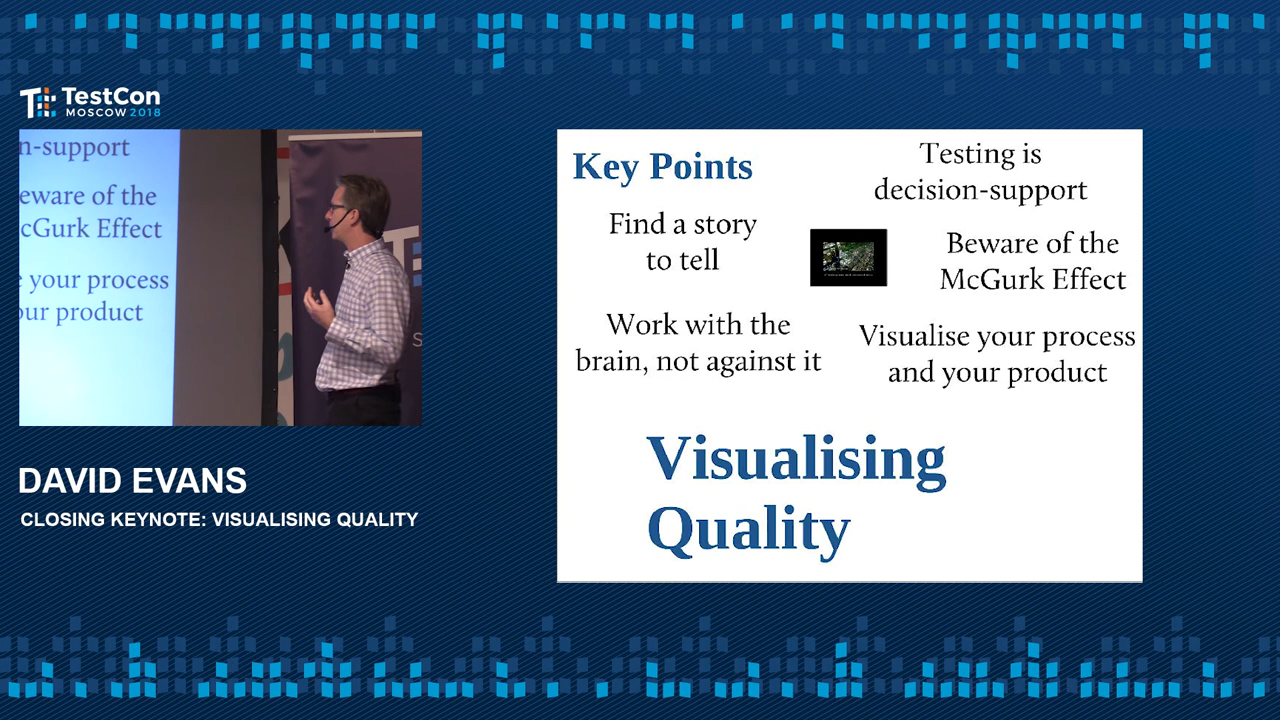 TestCon
MOSCOW 2018
n-support
eware of the
cGurk Effect
your process
our product
DAVID EVANS
CLOSING KEYNOTE: VISUALISING QUALITY
Key Points
Testing is
decision-support
Find a story
to tell
Beware of the
McGurk Effect
Work with the
brain, not against it
Visualise your process
and your product
Visualising
Quality